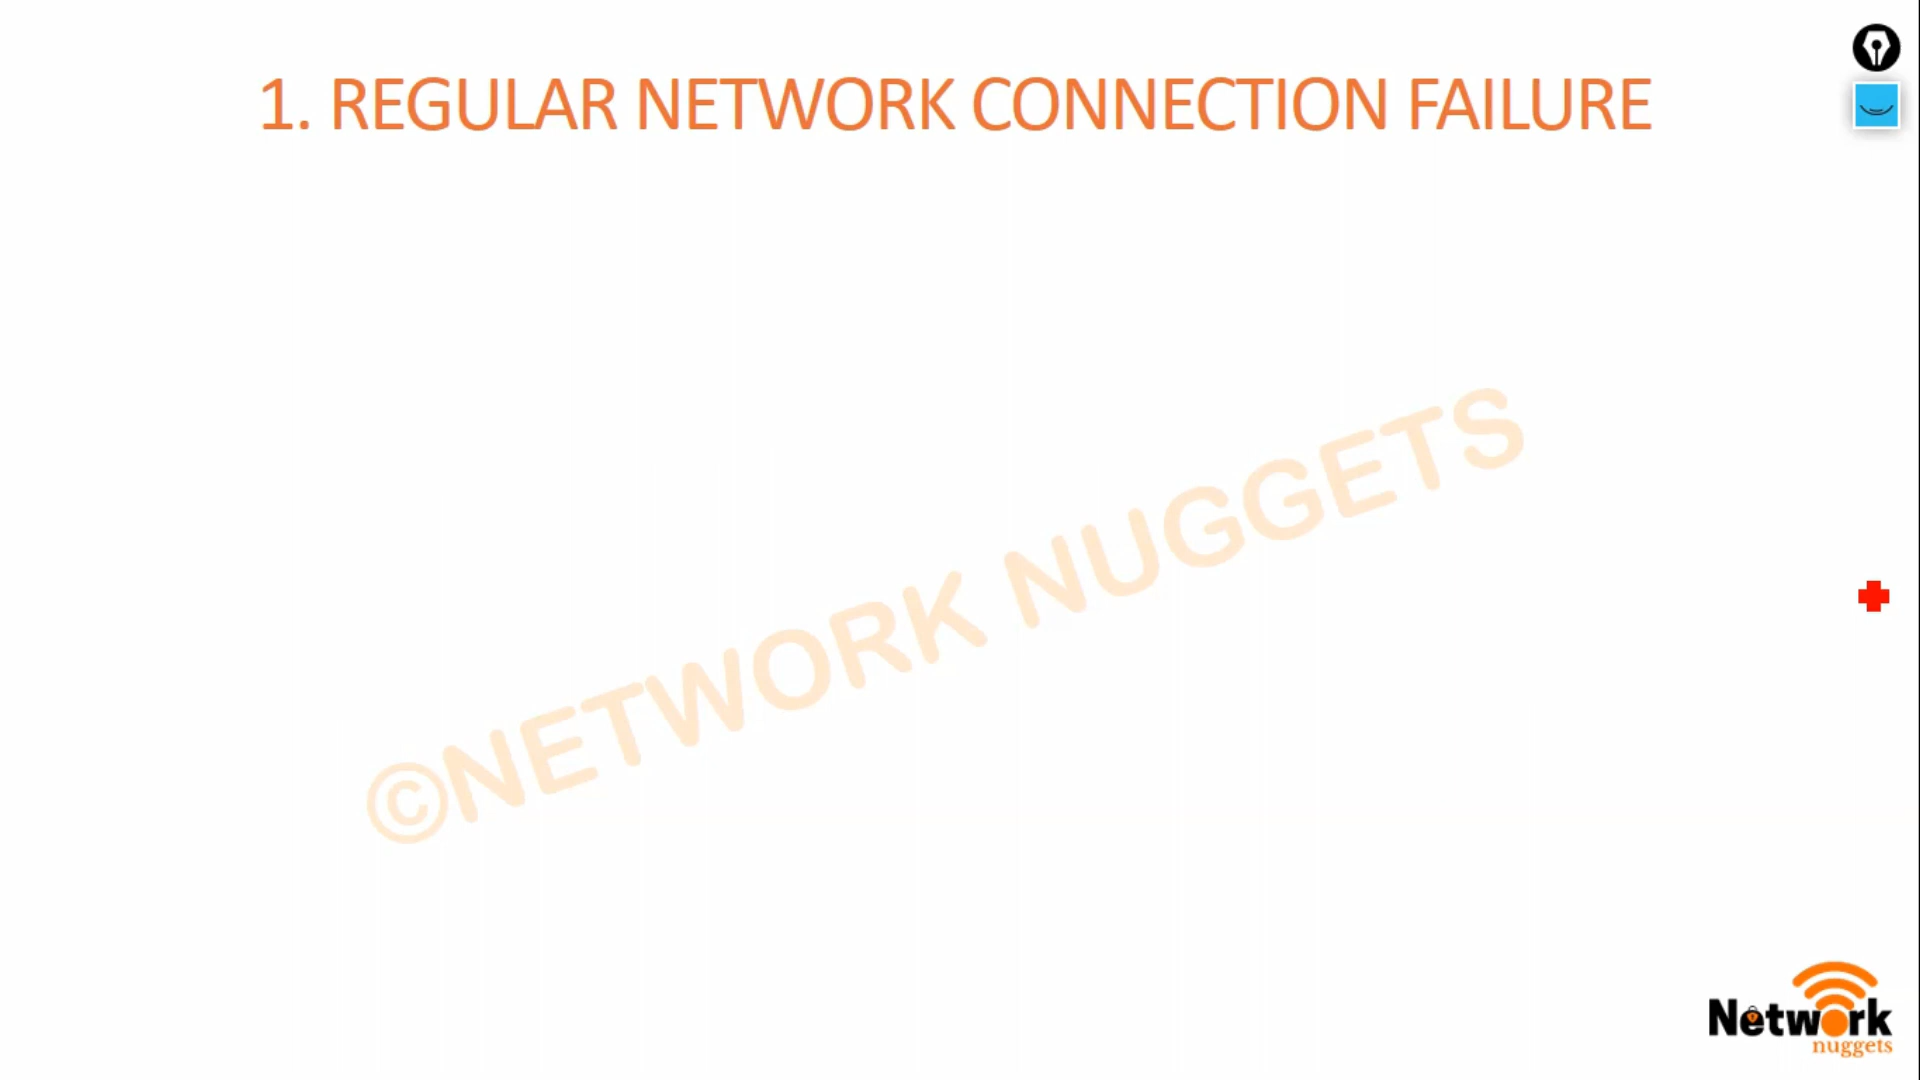 1. REGULAR NETWORK CONNECTION FAILURE
©NETWORK NUGGETS
Network
nuggets